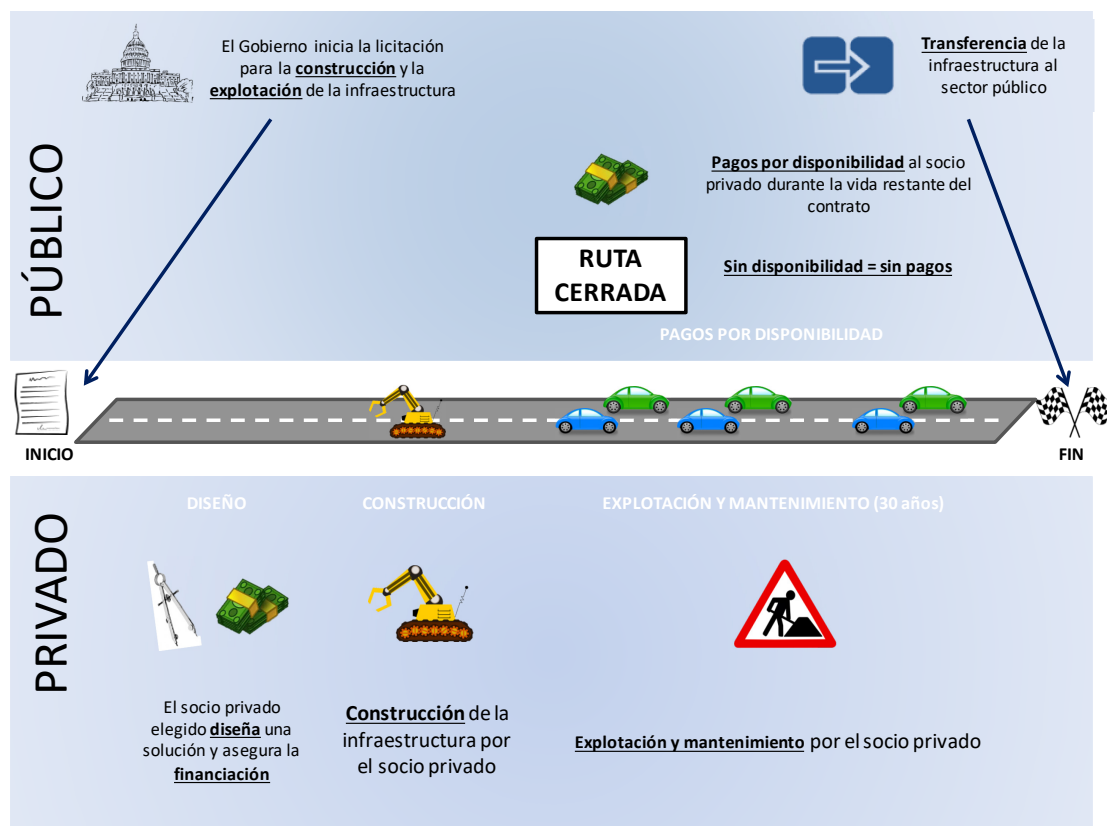 El Gobierno inicia la licitación
para la construcción y la
explotación de la infraestructura
Transferencia de la
infraestructura al
sector público
PÚBLICO
Pagos por disponibilidad al socio
privado durante la vida restante del
contrato
RUTA
CERRADA
Sin disponibilidad = sin pagos
PAGOS POR DISPONIBILIDAD
INICIO
FIN
PRIVADO
DISEÑO
CONSTRUCCIÓN
EXPLOTACIÓN Y MANTENIMIENTO (30 años)
El socio privado
elegido diseña una
solución y asegura la
financiación
Construcción de la
infraestructura por
el socio privado
Explotación y mantenimiento por el socio privado